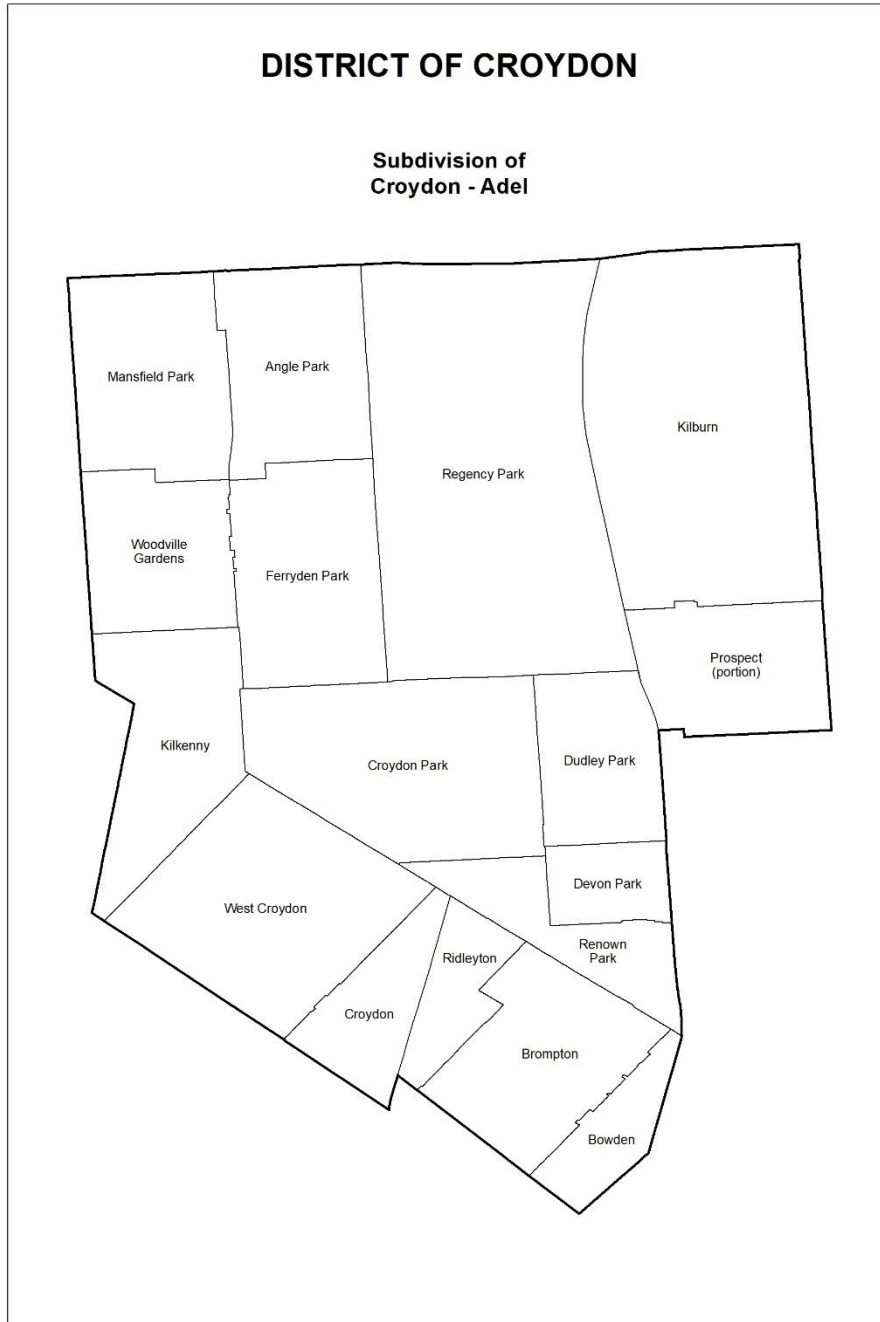 DISTRICT OF CROYDON
Subdivision of
Croydon - Adel
Mansfield Park
Angle Park
Regency Park
Kilburn
Woodville
Gardens
Ferryden Park
Prospect
(portion)
Kilkenny
Croydon Park
Dudley Park
Devon Park
West Croydon
Renown
Park
Ridleyton
Croydon
Brompton
Bowden